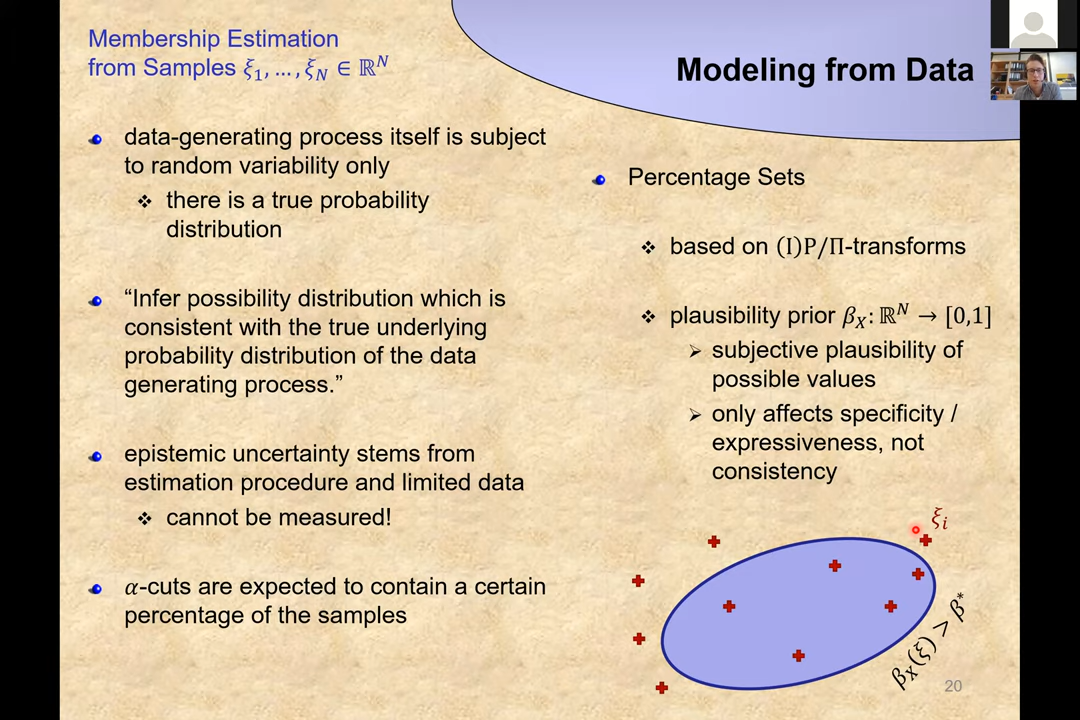 Membership Estimation
from Samples ξ₁, …, ξ_N ∈ ℝᴺ
Modeling from Data
data-generating process itself is subject
to random variability only
there is a true probability
distribution
“Infer possibility distribution which is
consistent with the true underlying
probability distribution of the data
generating process.”
epistemic uncertainty stems from
estimation procedure and limited data
cannot be measured!
α-cuts are expected to contain a certain
percentage of the samples
Percentage Sets
based on (I)P/Π-transforms
plausibility prior β_X: ℝᴺ → [0,1]
subjective plausibility of
possible values
only affects specificity /
expressiveness, not
consistency
ξᵢ
β_X(ξ) > β*
20